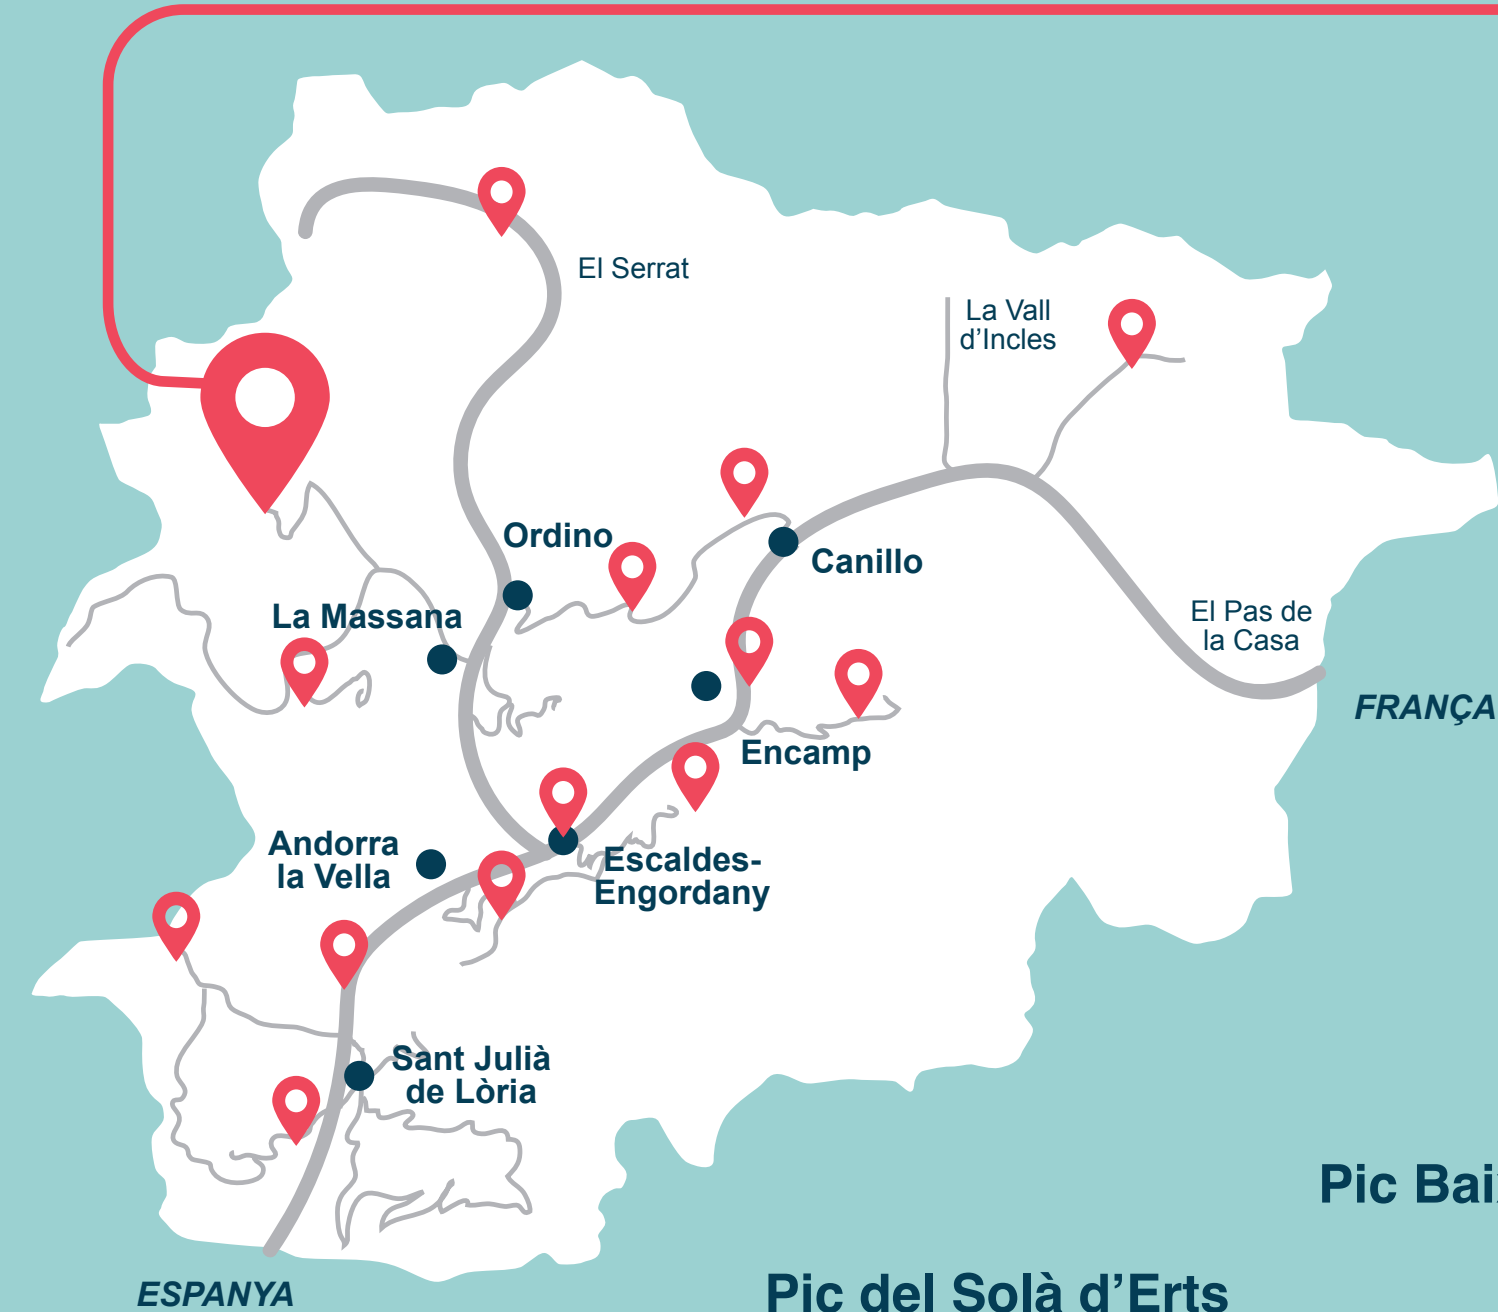 El Serrat
La Vall
d’Incles
Ordino
Canillo
La Massana
El Pas de
la Casa
FRANÇA
Encamp
Andorra
la Vella
Escaldes-
Engordany
Sant Julià
de Lòria
Pic
ESPANYA
Pic del Solà d’Erts